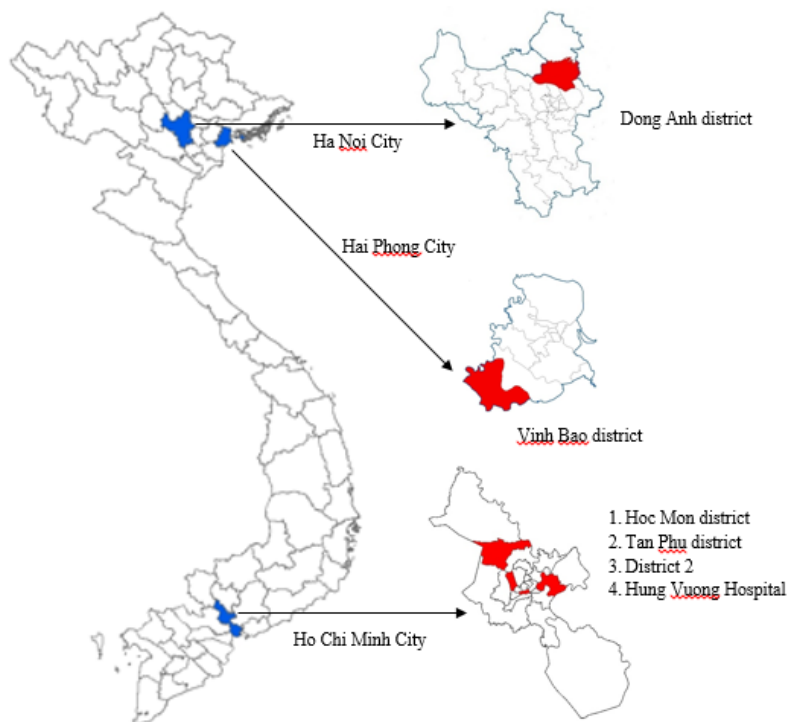 Dong Anh district
Ha Noi City
Hai Phong City
Vinh Bao district
1. Hoc Mon district
2. Tan Phu district
3. District 2
4. Hung Vuong Hospital
Ho Chi Minh City